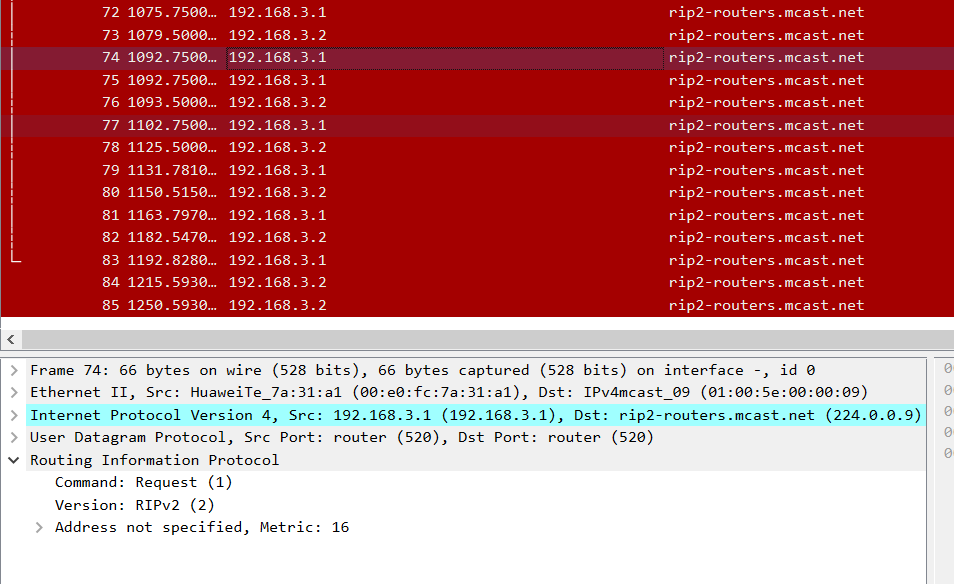 72 1075.7500… 192.168.3.1 rip2-routers.mcast.net
73 1079.5000… 192.168.3.2 rip2-routers.mcast.net
74 1092.7500… 192.168.3.1 rip2-routers.mcast.net
75 1092.7500… 192.168.3.1 rip2-routers.mcast.net
76 1093.5000… 192.168.3.2 rip2-routers.mcast.net
77 1102.7500… 192.168.3.1 rip2-routers.mcast.net
78 1125.5000… 192.168.3.2 rip2-routers.mcast.net
79 1131.7810… 192.168.3.1 rip2-routers.mcast.net
80 1150.5150… 192.168.3.2 rip2-routers.mcast.net
81 1163.7970… 192.168.3.1 rip2-routers.mcast.net
82 1182.5470… 192.168.3.2 rip2-routers.mcast.net
83 1192.8280… 192.168.3.1 rip2-routers.mcast.net
84 1215.5930… 192.168.3.2 rip2-routers.mcast.net
85 1250.5930… 192.168.3.2 rip2-routers.mcast.net
Frame 74: 66 bytes on wire (528 bits), 66 bytes captured (528 bits) on interface -, id 0
Ethernet II, Src: HuaweiTe_7a:31:a1 (00:e0:fc:7a:31:a1), Dst: IPv4mcast_09 (01:00:5e:00:00:09)
Internet Protocol Version 4, Src: 192.168.3.1 (192.168.3.1), Dst: rip2-routers.mcast.net (224.0.0.9)
User Datagram Protocol, Src Port: router (520), Dst Port: router (520)
Routing Information Protocol
Command: Request (1)
Version: RIPv2 (2)
Address not specified, Metric: 16